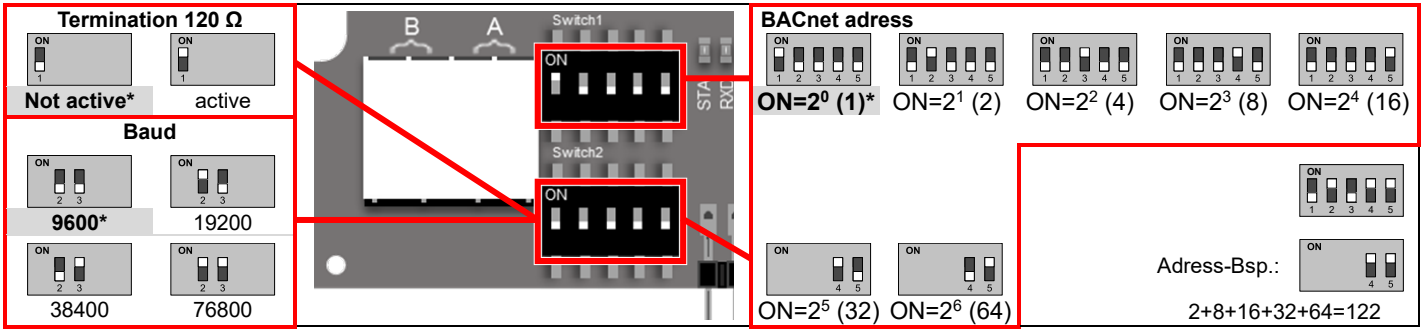 Termination 120 Ω
ON
1
ON
1
Not active* active
Baud
ON
2 3
ON
2 3
9600* 19200
ON
2 3
ON
2 3
38400 76800
B A
Switch1
ON
STA
RXD
Switch2
ON
BACnet adress
ON
1 2 3 4 5
ON
1 2 3 4 5
ON
1 2 3 4 5
ON
1 2 3 4 5
ON
1 2 3 4 5
ON=2⁰ (1)* ON=2¹ (2) ON=2² (4) ON=2³ (8) ON=2⁴ (16)
ON
4 5
ON
4 5
ON=2⁵ (32) ON=2⁶ (64)
ON
1 2 3 4 5
Adress-Bsp.:
ON
4 5
2+8+16+32+64=122